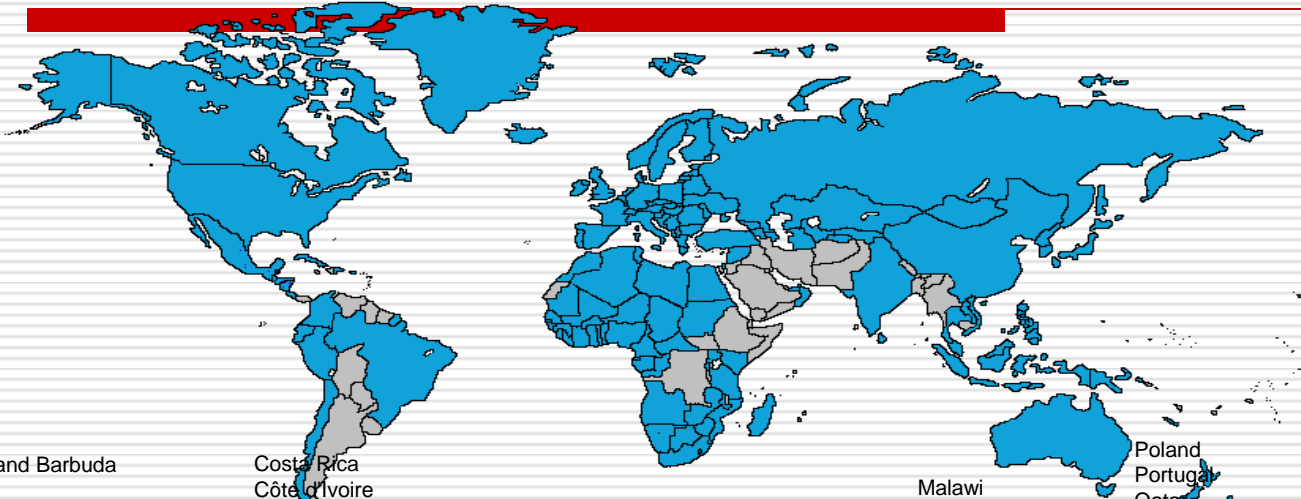 and Barbuda
Costa Rica
Côte d'Ivoire
Malawi
Poland
Portugal